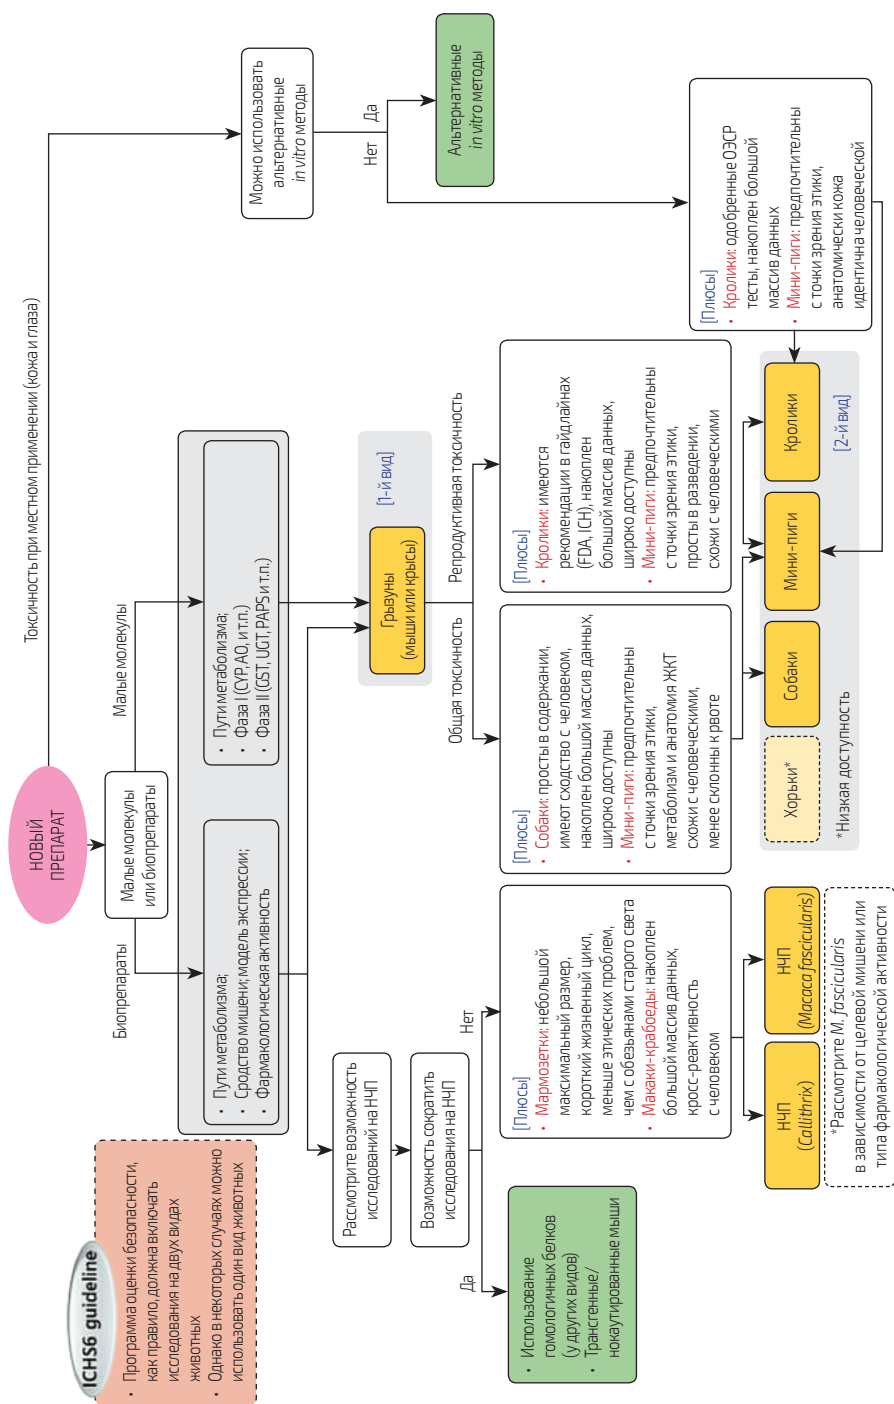 ICHS6 guideline
• Программа оценки безопасности,
как правило, должна включать
исследования на двух видах
животных
• Однако в некоторых случаях можно
использовать один вид животных
НОВЫЙ
ПРЕПАРАТ
Токсичность при местном применении (кожа и глаза)
Малые молекулы
или биопрепараты
Биопрепараты
Малые молекулы
• Пути метаболизма;
• Сродство мишени; модель экспрессии;
• Фармакологическая активность
• Пути метаболизма;
• Фаза I (CYP, AO, и т.п.)
• Фаза II (GST, UGT, PAPS и т.п.)
Можно использовать
альтернативные
in vitro методы
Нет
Да
Альтернативные
in vitro методы
Рассмотрите возможность
исследований на НЧП
Возможность сократить
исследования на НЧП
Да
Нет
Грызуны
(мыши или крысы)
[1-й вид]
Общая токсичность
Репродуктивная токсичность
• Использование
гомологичных белков
(у других видов)
• Трансгенные/
нокаутированные мыши
[Плюсы]
• Мармозетки: небольшой
максимальный размер,
короткий жизненный цикл,
меньше этических проблем,
чем с обезьянами старого света
• Макаки-крабоеды: накоплен
большой массив данных,
кросс-реактивность
с человеком
[Плюсы]
• Собаки: просты в содержании,
имеют сходство с человеком,
накоплен большой массив данных,
широко доступны
• Мини-пиги: предпочтительны
с точки зрения этики,
метаболизм и анатомия ЖКТ
схожи с человеческими,
менее склонны к рвоте
[Плюсы]
• Кролики: имеются
рекомендации в гайдлайнах
(FDA, ICH), накоплен
большой массив данных,
широко доступны
• Мини-пиги: предпочтительны
с точки зрения этики,
просты в разведении,
схожи с человеческими
[Плюсы]
• Кролики: одобренные ОЭСР
тесты, накоплен большой
массив данных
• Мини-пиги: предпочтительны
с точки зрения этики,
анатомически кожа
идентична человеческой
НЧП
(Callithrix)
НЧП
(Macaca fascicularis)
*Рассмотрите M. fascicularis
в зависимости от целевой мишени или
типа фармакологической активности
Хорьки*
Собаки
Мини-пиги
Кролики
*Низкая доступность
[2-й вид]